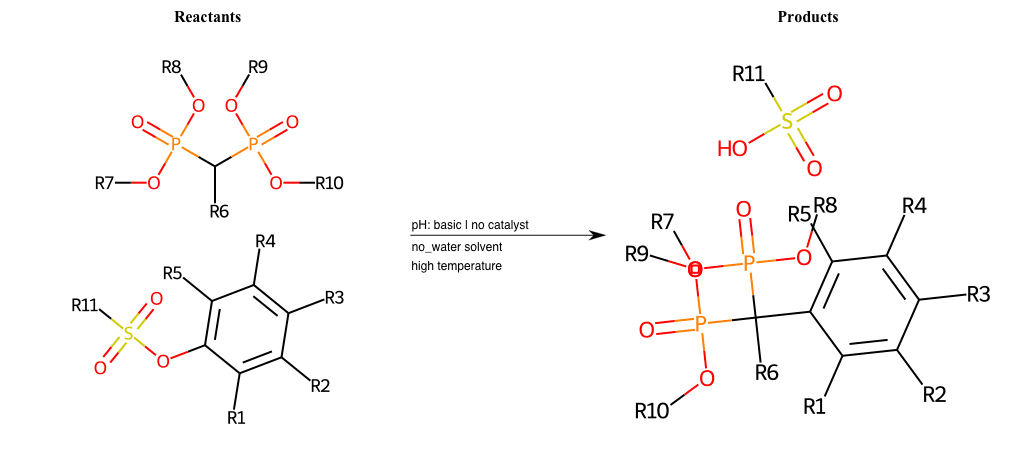 Reactants
Products
R8
R9
O
O
O
O
P
P
R7
O
O
R10
R6
R11
S
O
O
HO
O
R4
R5
R3
R11
O
S
O
O
R2
R1
pH: basic | no catalyst
no_water solvent
high temperature
O
R5
R8
R4
R7
R9
O
O
P
O
R3
O
P
R6
O
R2
R10
R1